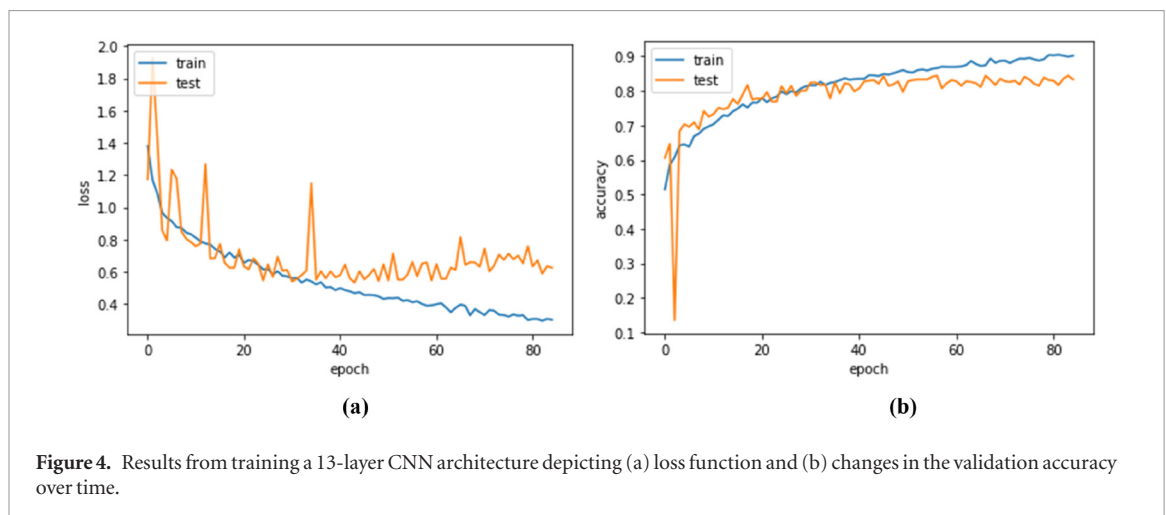 2.0
1.8
1.6
1.4
1.2
1.0
0.8
0.6
0.4
loss
train
test
0
20
40
60
80
epoch
(a)
0.9
0.8
0.7
0.6
0.5
0.4
0.3
0.2
0.1
accuracy
train
test
0
20
40
60
80
epoch
(b)
Figure 4. Results from training a 13-layer CNN architecture depicting (a) loss function and (b) changes in the validation accuracy
over time.